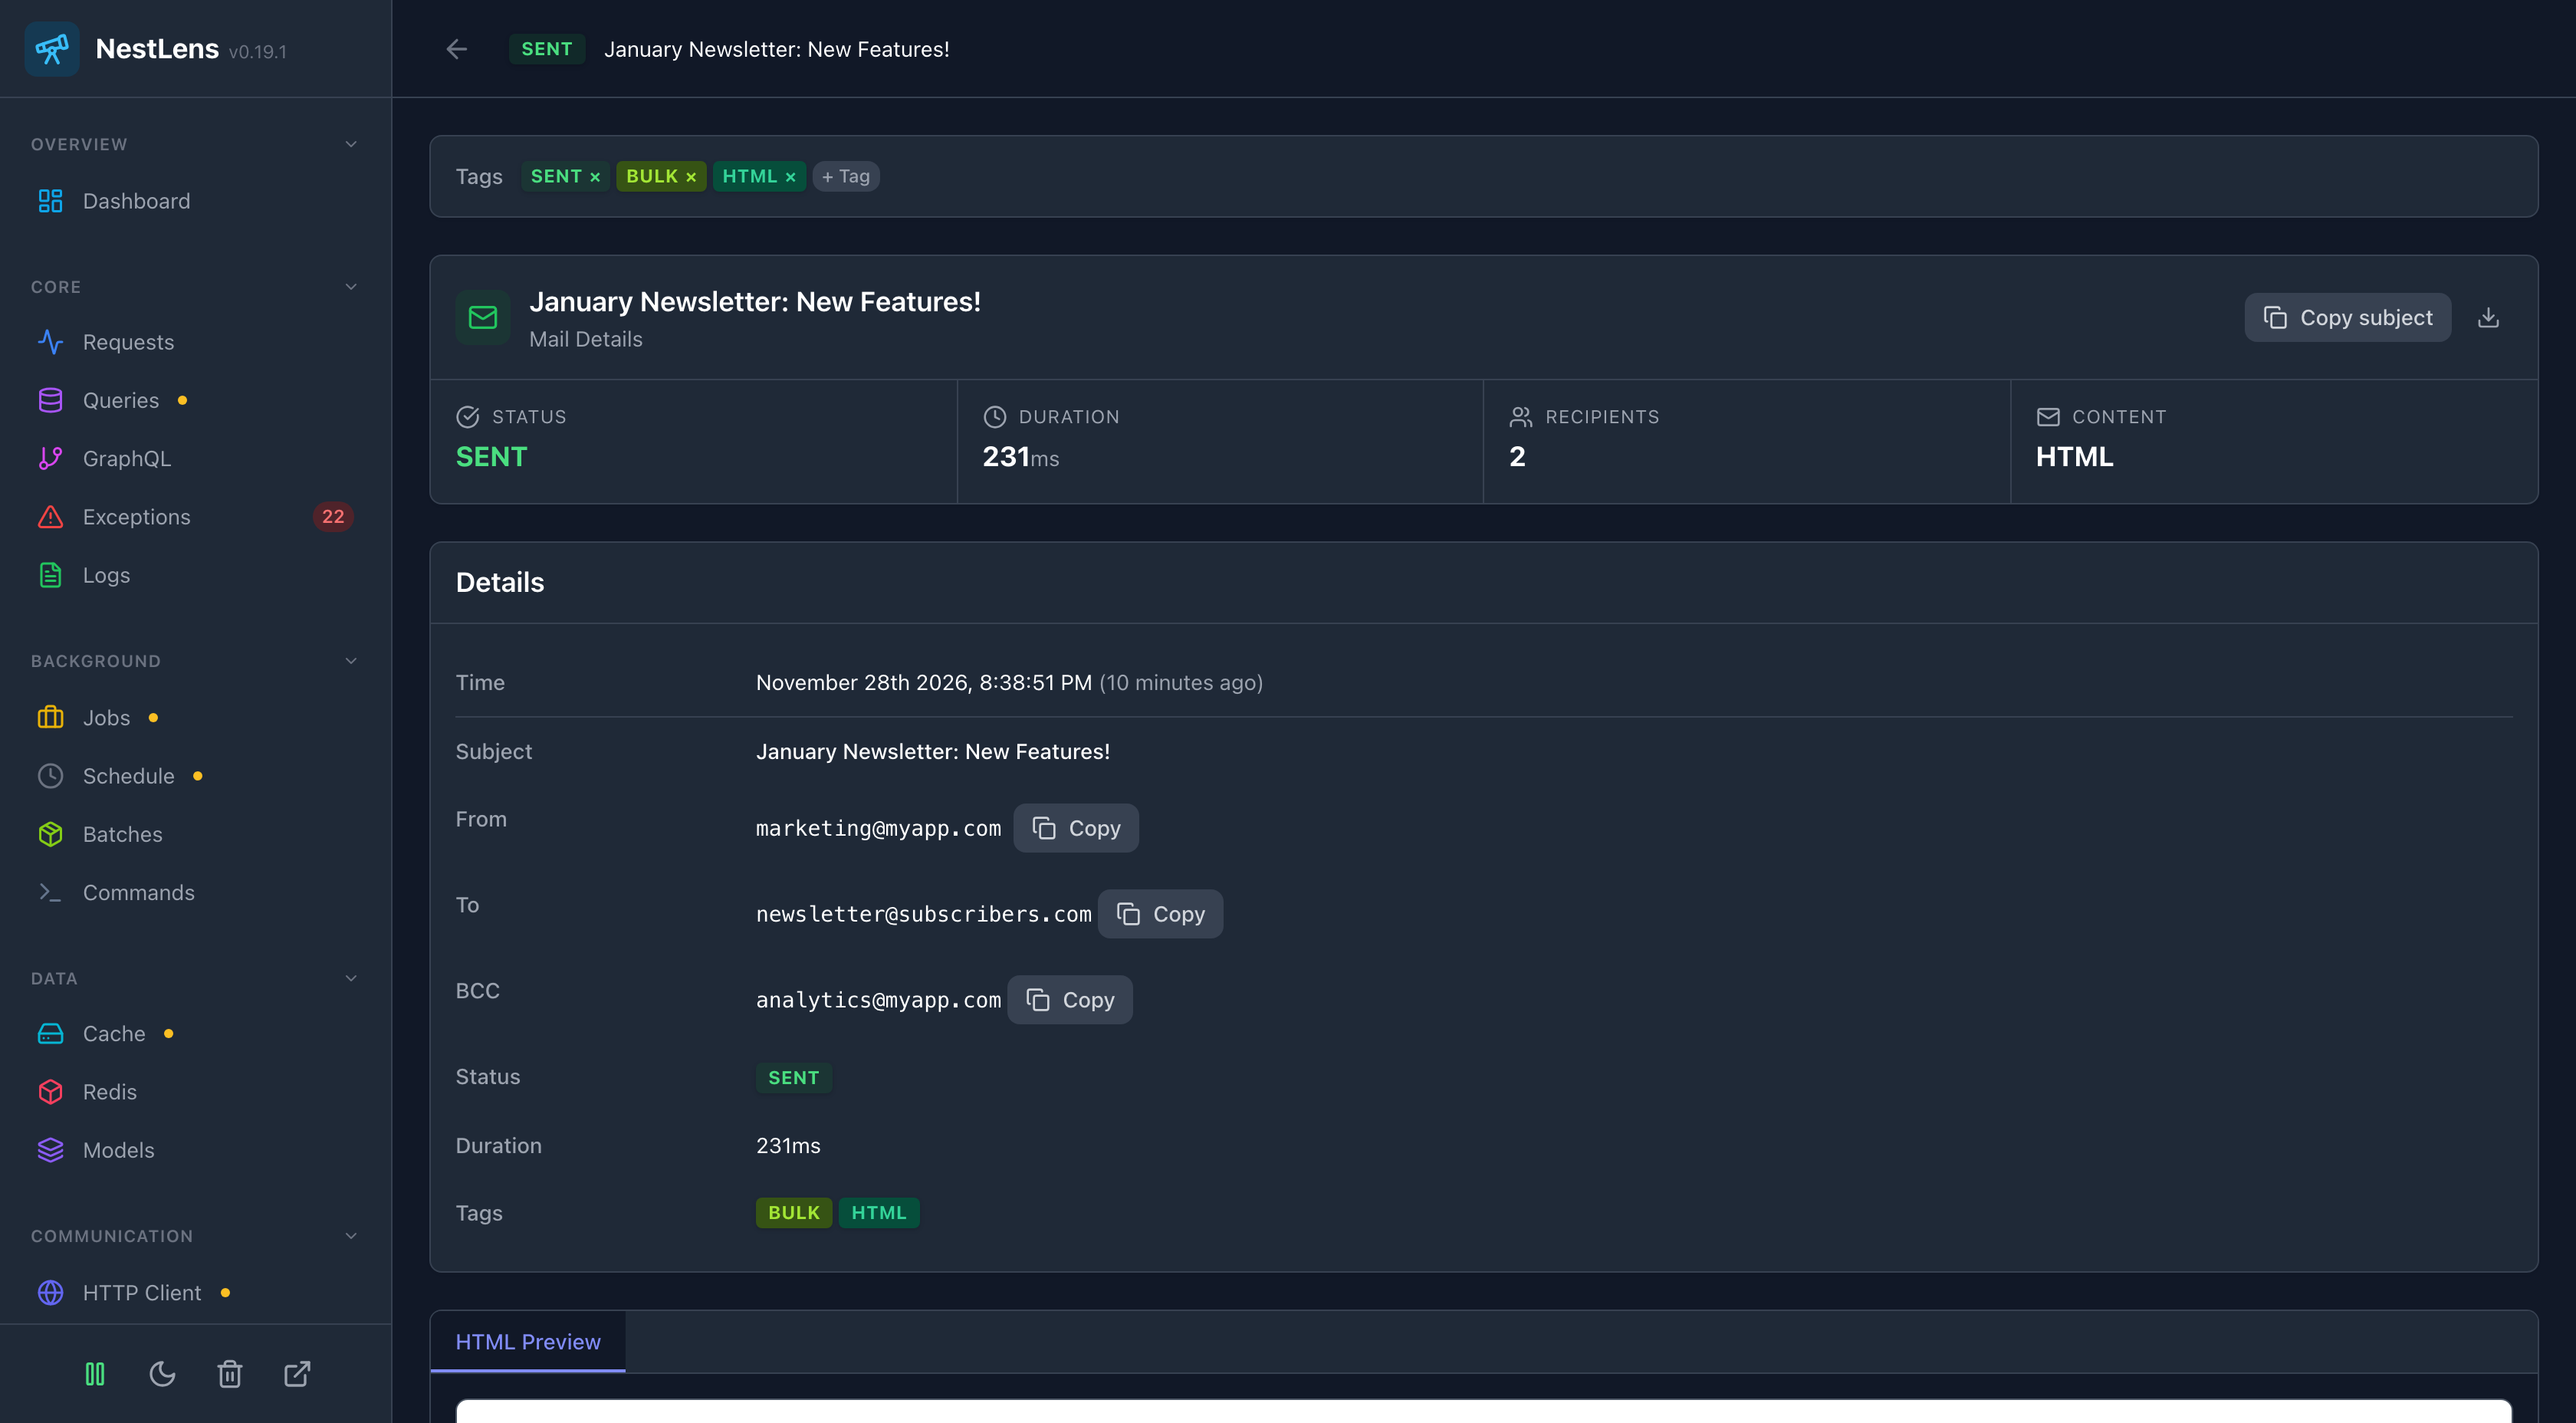 NestLens v0.19.1
OVERVIEW
Dashboard
CORE
Requests
Queries
GraphQL
Exceptions 22
Logs
BACKGROUND
Jobs
Schedule
Batches
Commands
DATA
Cache
Redis
Models
COMMUNICATION
HTTP Client
SENT January Newsletter: New Features!
Tags SENT × BULK × HTML × + Tag
January Newsletter: New Features!
Mail Details
Copy subject
STATUS
SENT
DURATION
231ms
RECIPIENTS
2
CONTENT
HTML
Details
Time November 28th 2026, 8:38:51 PM (10 minutes ago)
Subject January Newsletter: New Features!
From marketing@myapp.com Copy
To newsletter@subscribers.com Copy
BCC analytics@myapp.com Copy
Status SENT
Duration 231ms
Tags BULK HTML
HTML Preview